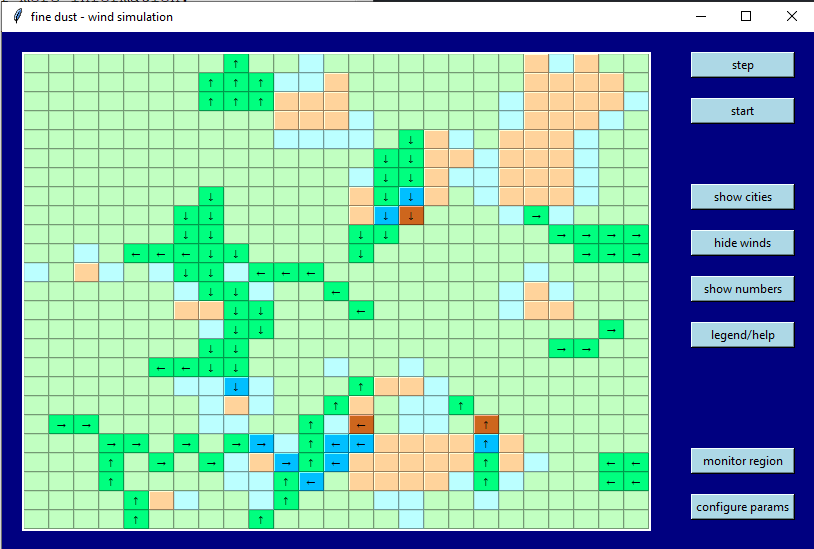 fine dust - wind simulation
step
start
show cities
hide winds
show numbers
legend/help
monitor region
configure params